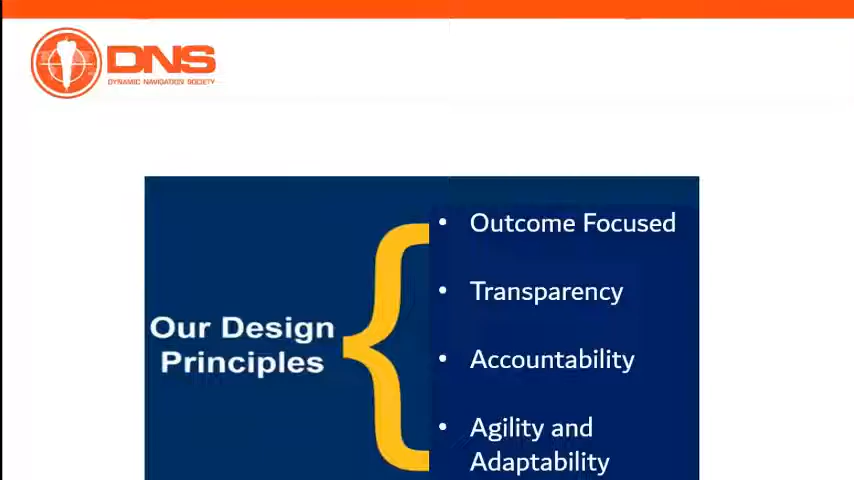 DNS
DYNAMIC NAVIGATION SOCIETY
Our Design
Principles
• Outcome Focused
• Transparency
• Accountability
• Agility and
Adaptability